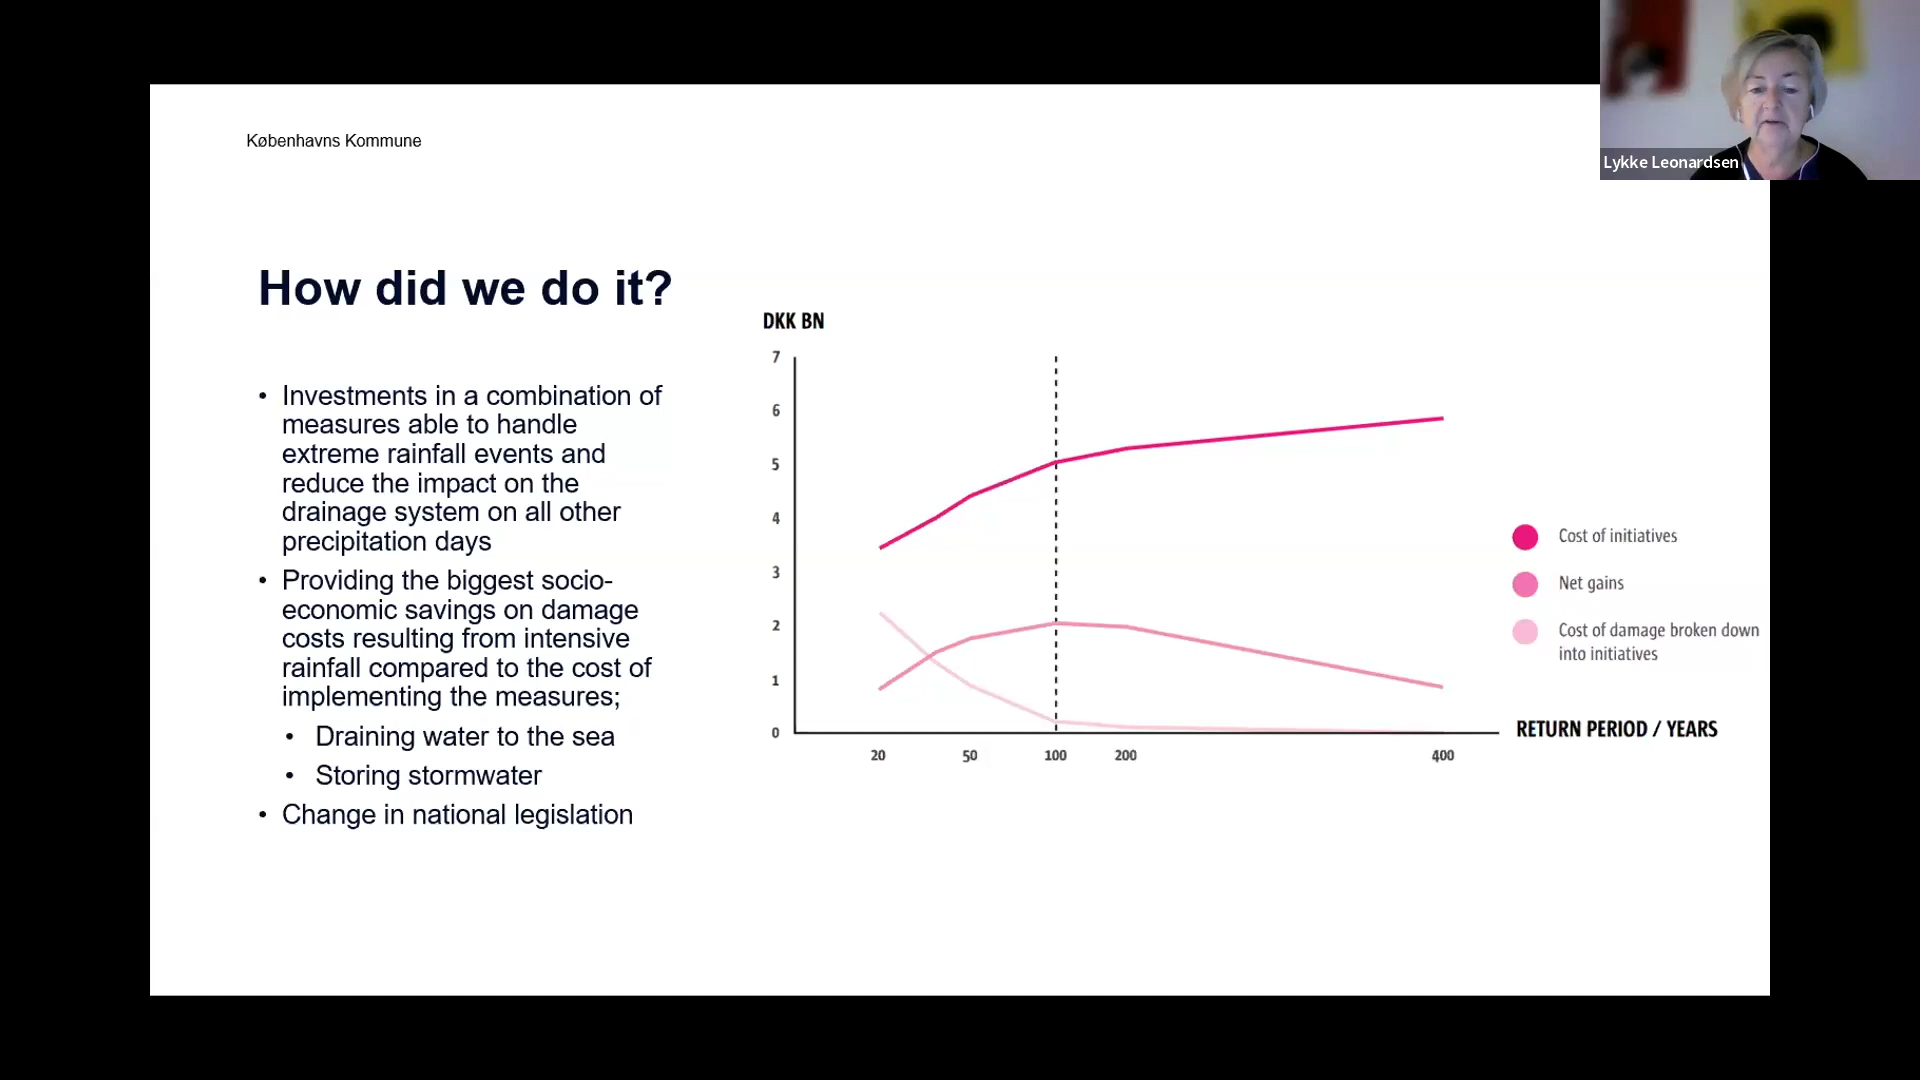 Københavns Kommune
Lykke Leonardsen
How did we do it?
• Investments in a combination of
measures able to handle
extreme rainfall events and
reduce the impact on the
drainage system on all other
precipitation days
• Providing the biggest socio-
economic savings on damage
costs resulting from intensive
rainfall compared to the cost of
implementing the measures;
• Draining water to the sea
• Storing stormwater
• Change in national legislation
DKK BN
7
6
5
4
3
2
1
0
20 50 100 200 400
RETURN PERIOD / YEARS
Cost of initiatives
Net gains
Cost of damage broken down
into initiatives